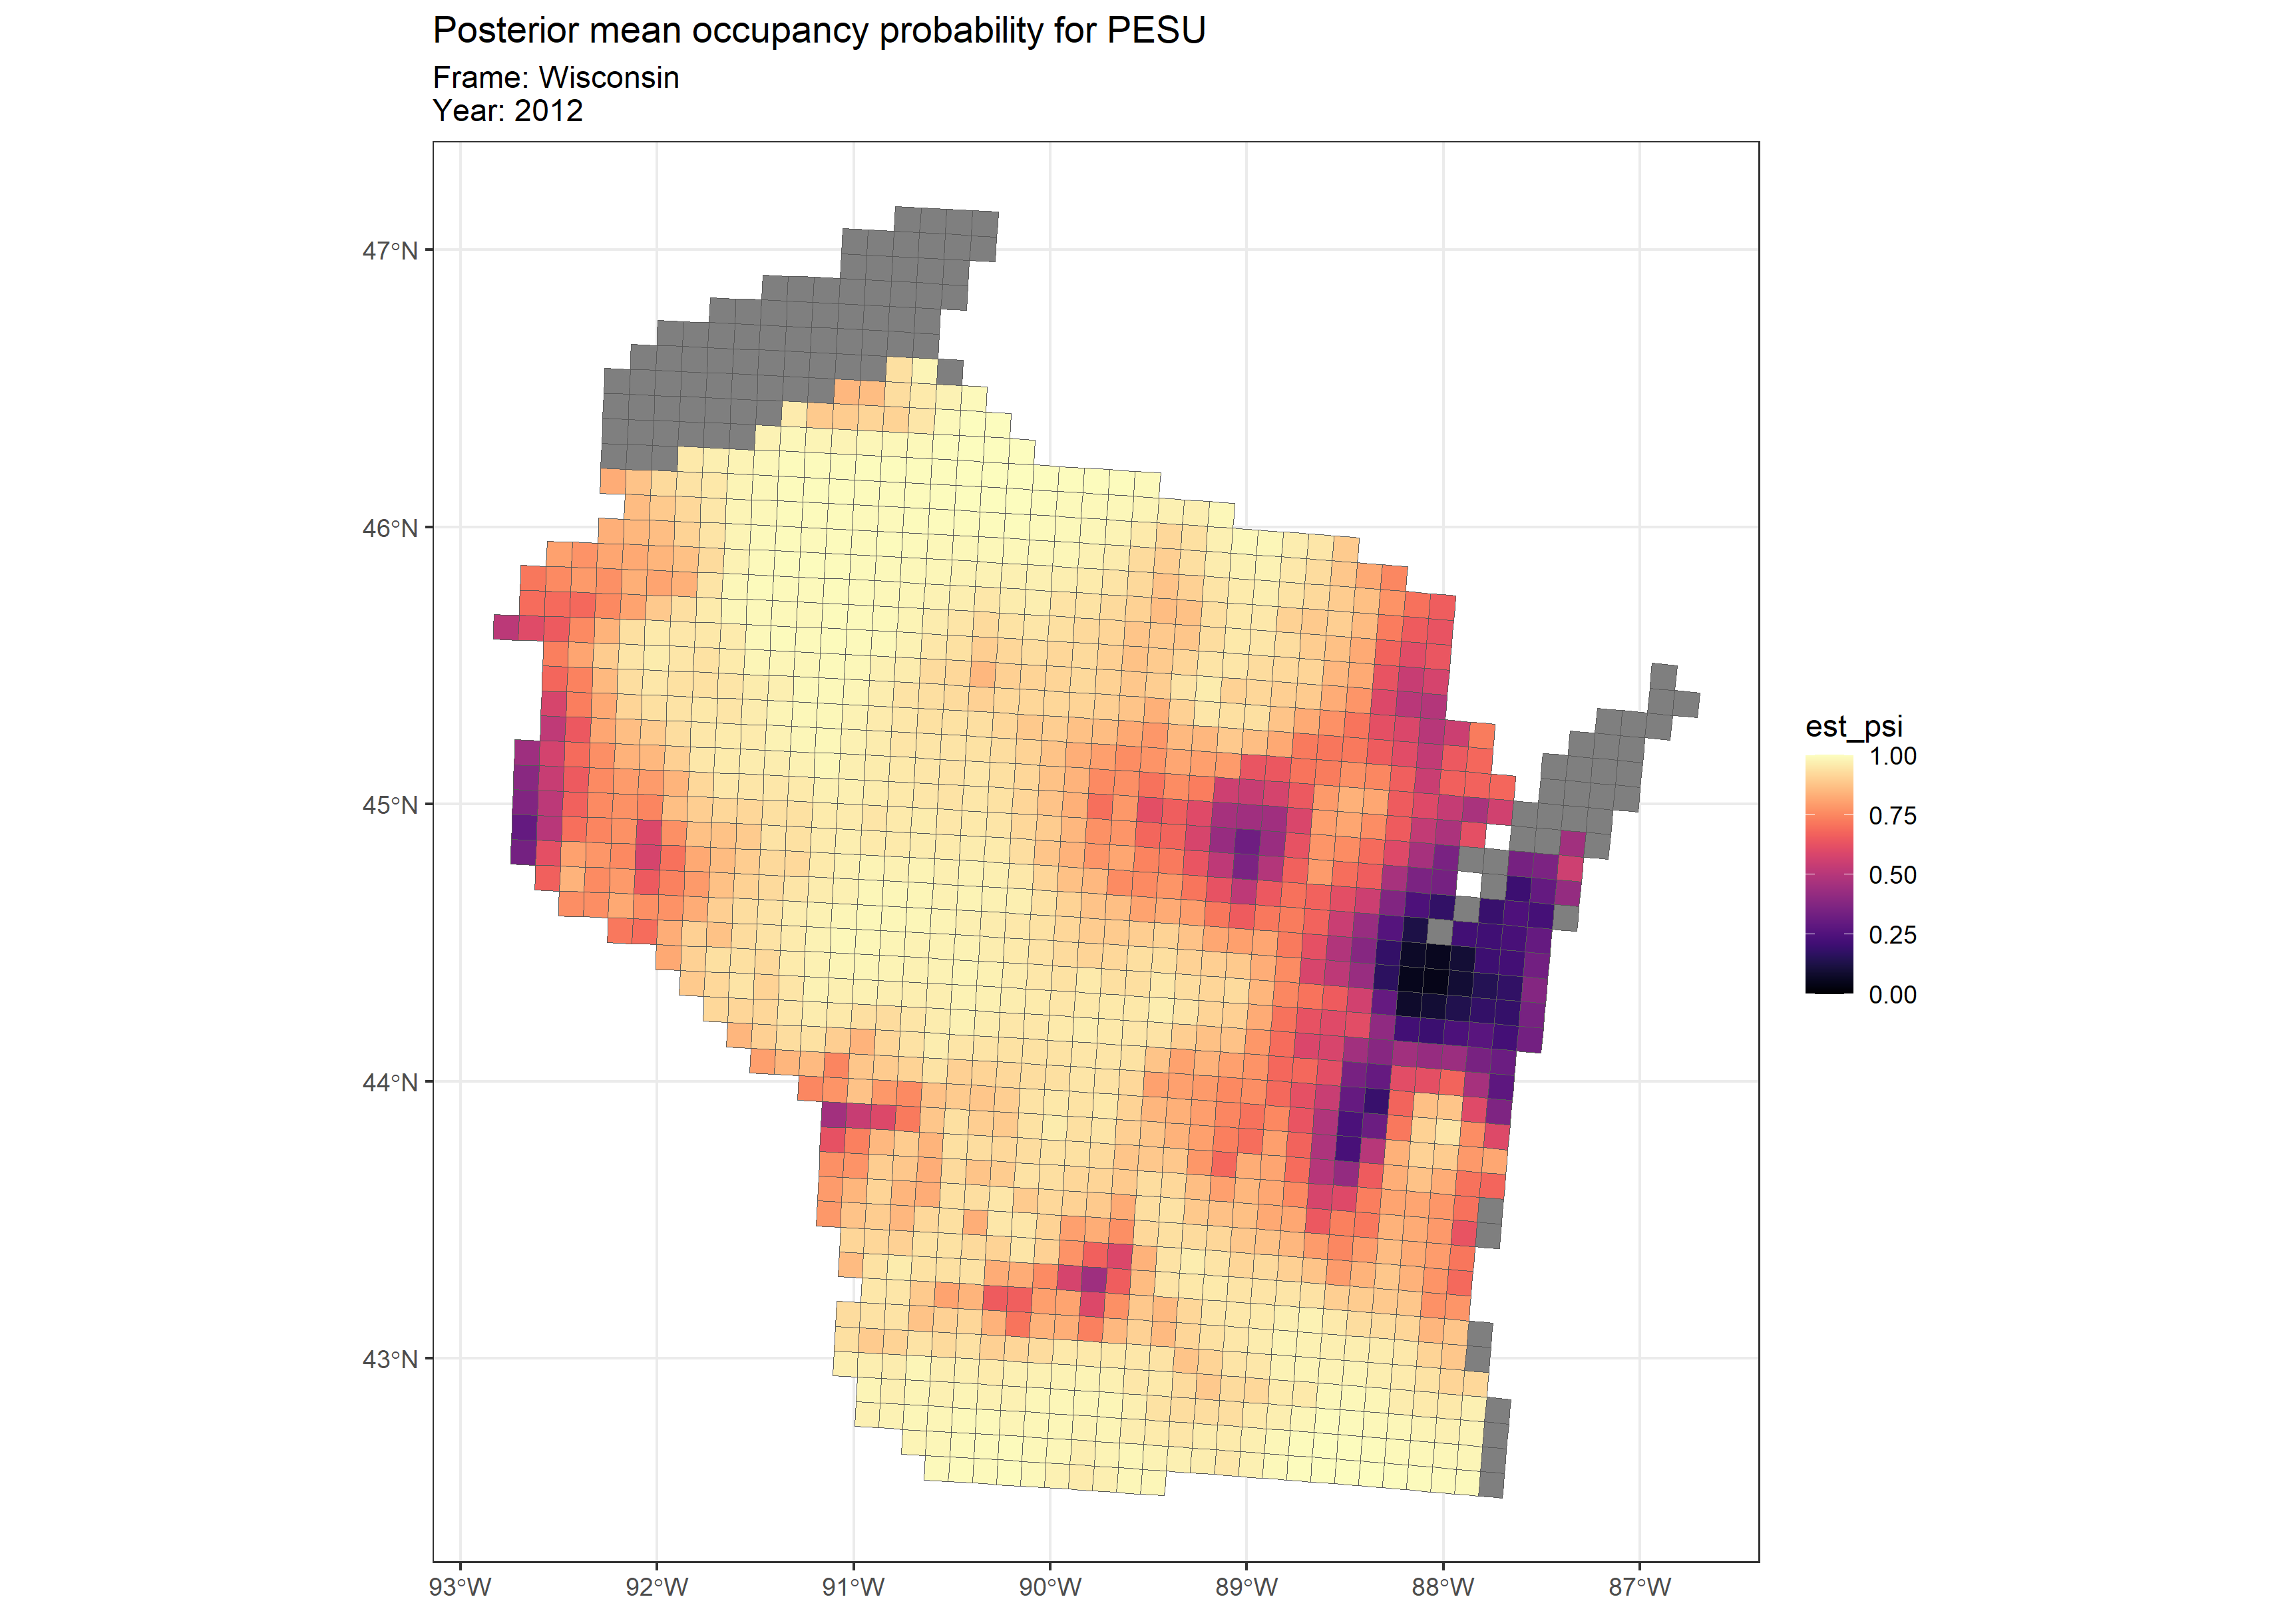 Posterior mean occupancy probability for PESU
Frame: Wisconsin
Year: 2012
47°N
46°N
45°N
44°N
43°N
93°W
92°W
91°W
90°W
89°W
88°W
87°W
est_psi
1.00
0.75
0.50
0.25
0.00